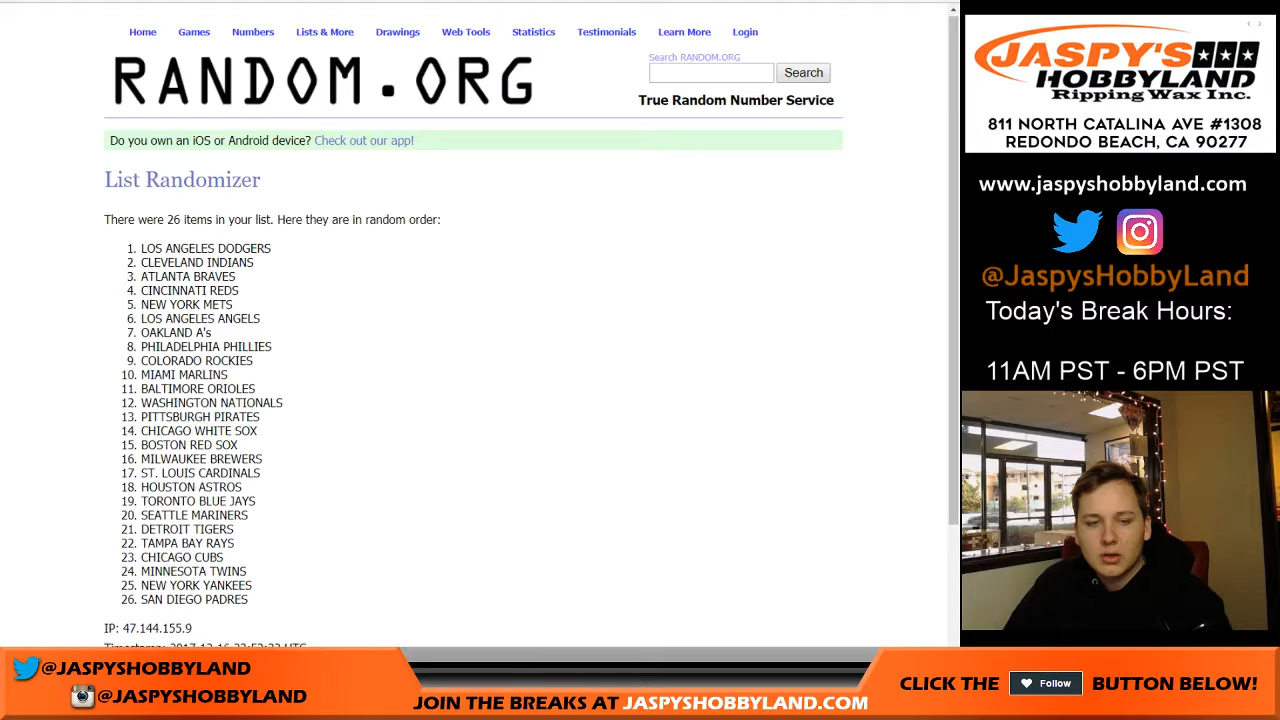 Home Games Numbers Lists & More Drawings Web Tools Statistics Testimonials Learn More Login
RANDOM.ORG
Search RANDOM.ORG
Search
True Random Number Service
Do you own an iOS or Android device? Check out our app!
List Randomizer
There were 26 items in your list. Here they are in random order:
1. LOS ANGELES DODGERS
2. CLEVELAND INDIANS
3. ATLANTA BRAVES
4. CINCINNATI REDS
5. NEW YORK METS
6. LOS ANGELES ANGELS
7. OAKLAND A's
8. PHILADELPHIA PHILLIES
9. COLORADO ROCKIES
10. MIAMI MARLINS
11. BALTIMORE ORIOLES
12. WASHINGTON NATIONALS
13. PITTSBURGH PIRATES
14. CHICAGO WHITE SOX
15. BOSTON RED SOX
16. MILWAUKEE BREWERS
17. ST. LOUIS CARDINALS
18. HOUSTON ASTROS
19. TORONTO BLUE JAYS
20. SEATTLE MARINERS
21. DETROIT TIGERS
22. TAMPA BAY RAYS
23. CHICAGO CUBS
24. MINNESOTA TWINS
25. NEW YORK YANKEES
26. SAN DIEGO PADRES
IP: 47.144.155.9
JASPY'S
HOBBYLAND
Ripping Wax Inc.
811 NORTH CATALINA AVE #1308
REDONDO BEACH, CA 90277
www.jaspyshobbyland.com
@JaspysHobbyLand
Today's Break Hours:
11AM PST - 6PM PST
@JASPYSHOBBYLAND
@JASPYSHOBBYLAND
JOIN THE BREAKS AT JASPYSHOBBYLAND.COM
CLICK THE Follow BUTTON BELOW!